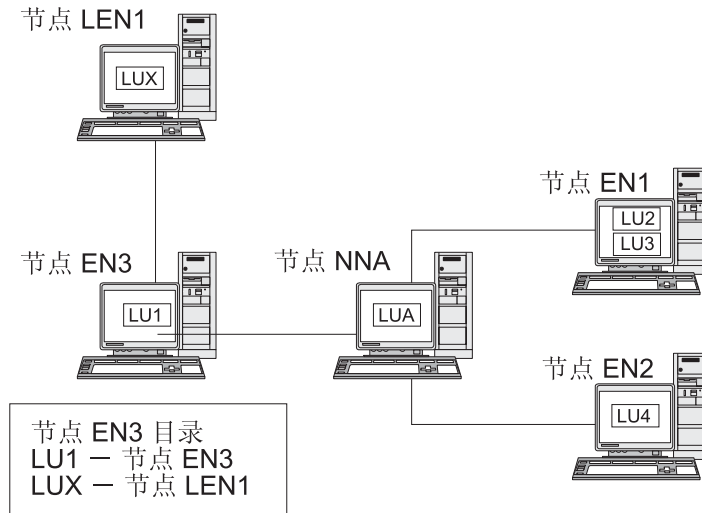 节点 LEN1
LUX
节点 EN1
LU2
LU3
节点 EN3
LU1
节点 NNA
LUA
节点 EN2
LU4
节点 EN3 目录
LU1 － 节点 EN3
LUX － 节点 LEN1